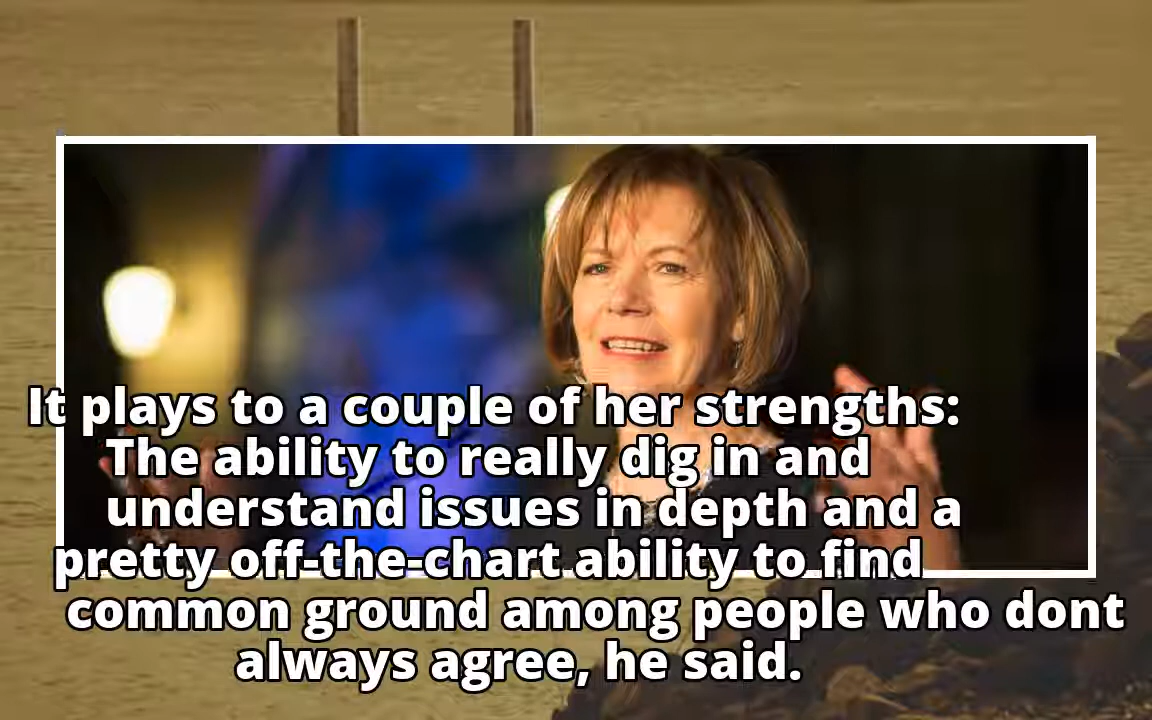 It plays to a couple of her strengths:
The ability to really dig in and
understand issues in depth and a
pretty off-the-chart ability to find
common ground among people who dont
always agree, he said.